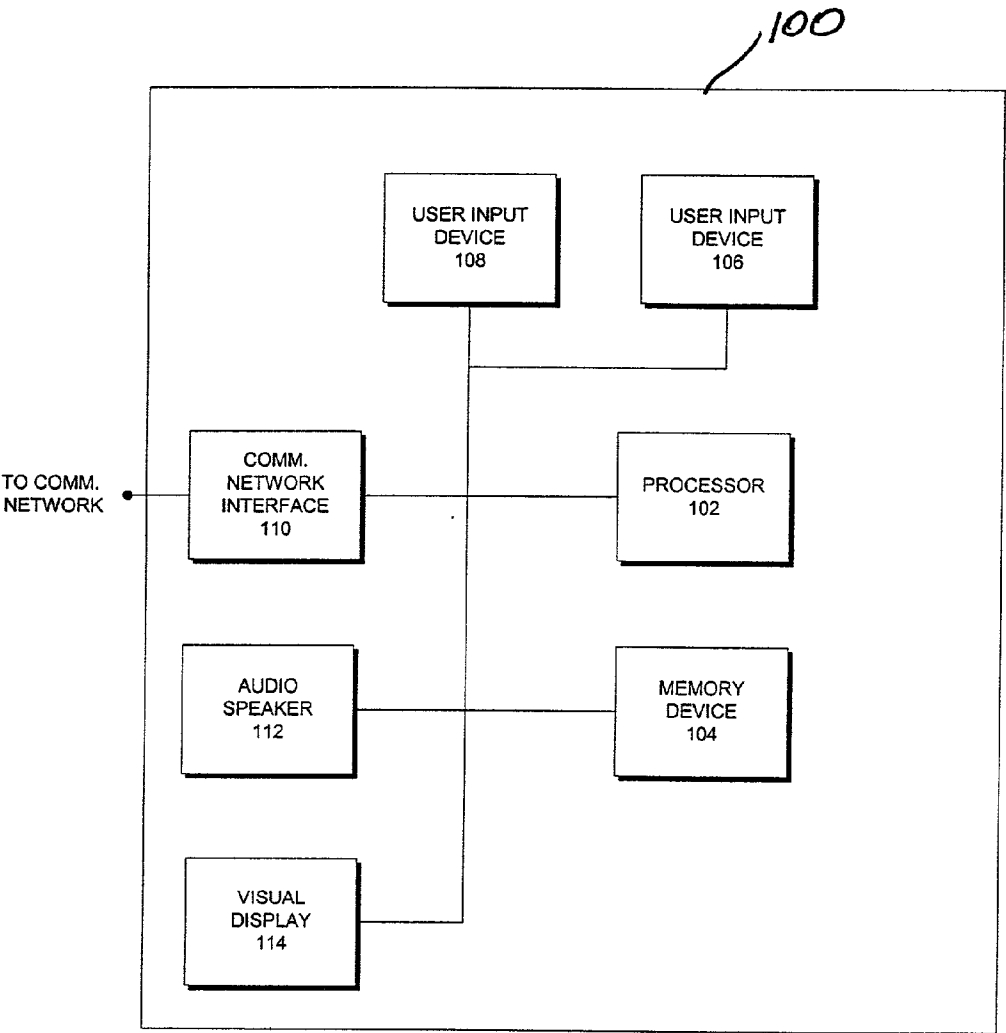 100
USER INPUT
DEVICE
108
USER INPUT
DEVICE
106
TO COMM.
NETWORK
COMM.
NETWORK
INTERFACE
110
PROCESSOR
102
AUDIO
SPEAKER
112
MEMORY
DEVICE
104
VISUAL
DISPLAY
114